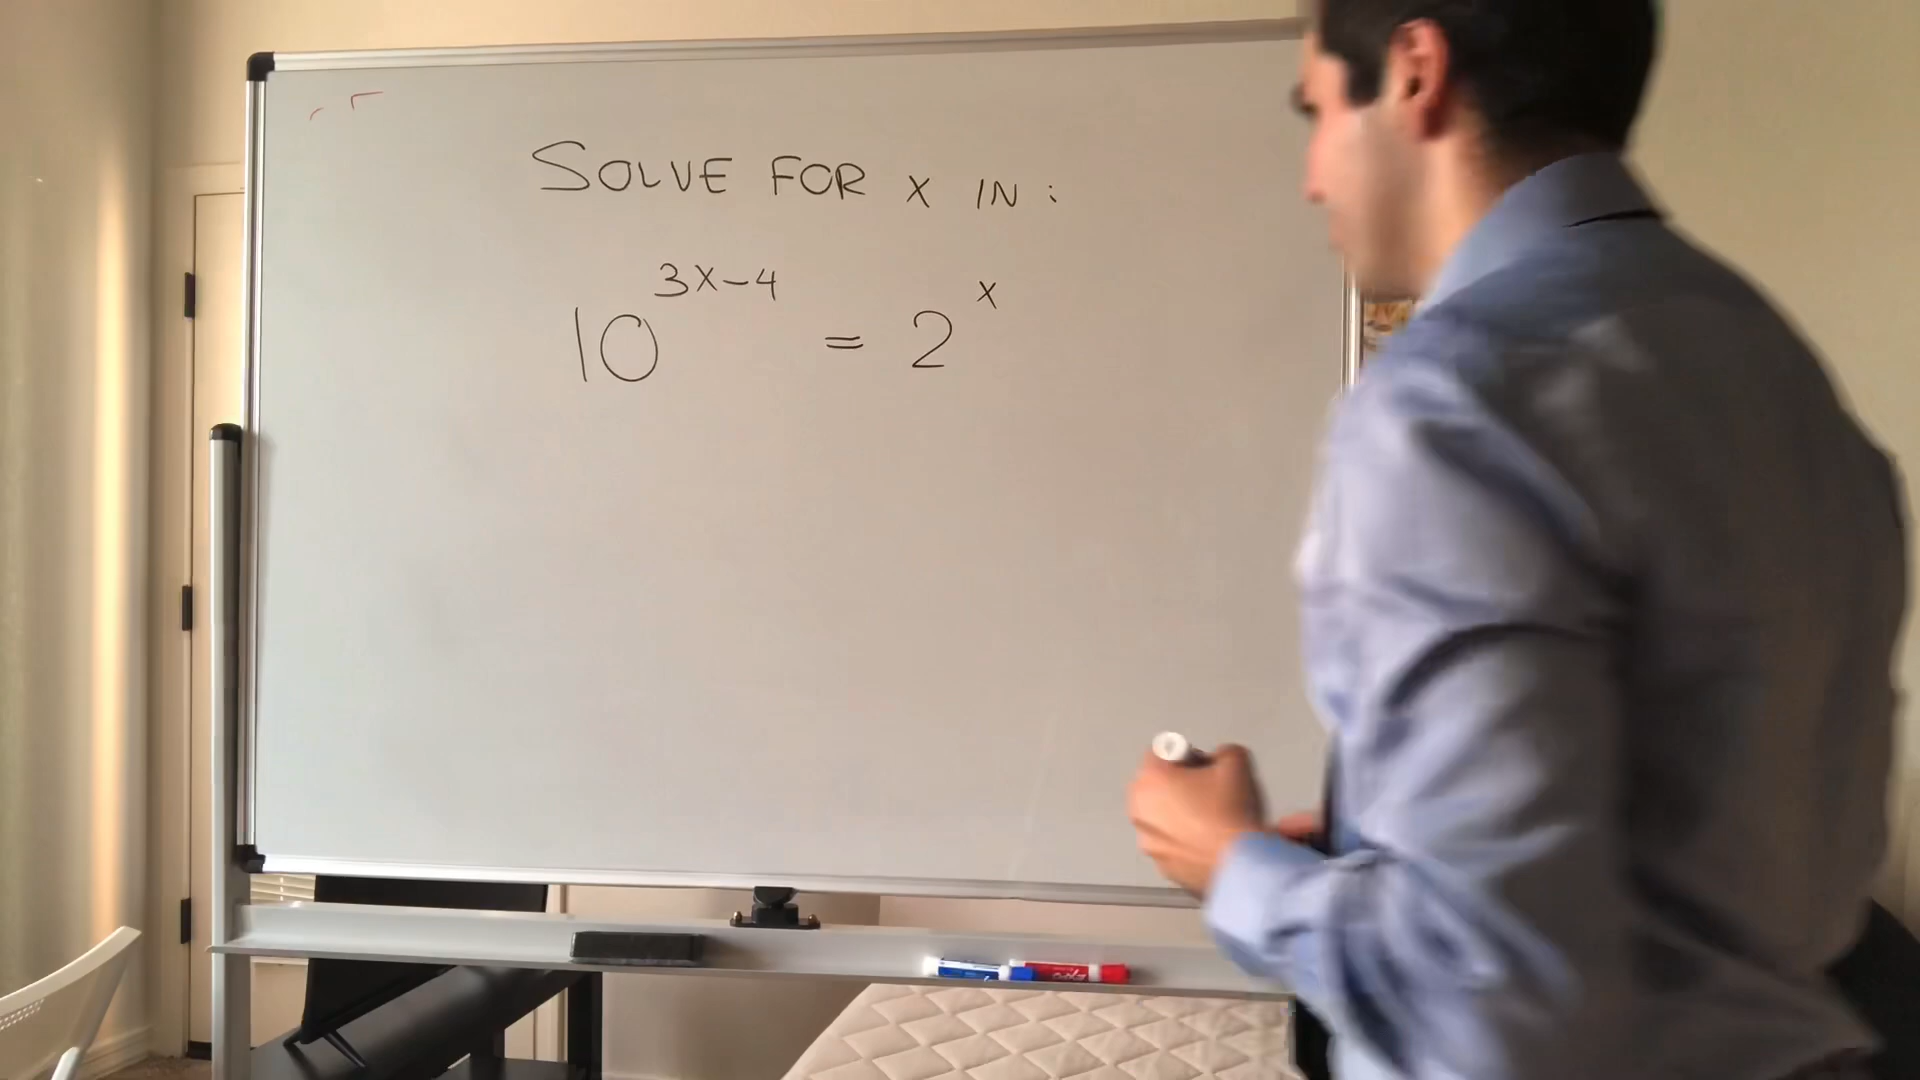 SOLVE FOR X IN:
10^{3X-4} = 2^{X}